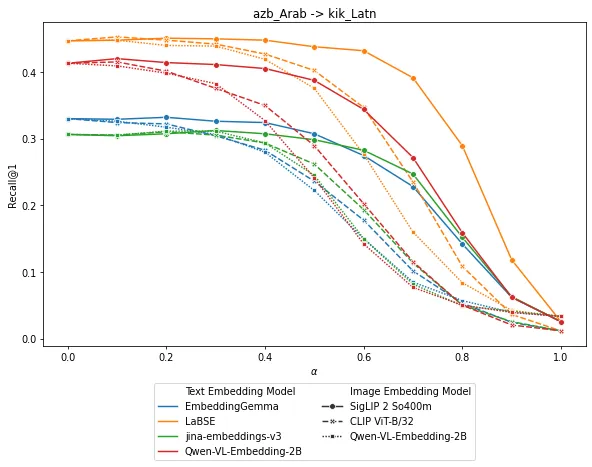 azb_Arab -> kik_Latn
Recall@1
0.4
0.3
0.2
0.1
0.0
0.0 0.2 0.4 0.6 0.8 1.0
α
Text Embedding Model Image Embedding Model
EmbeddingGemma SigLIP 2 So400m
LaBSE CLIP ViT-B/32
jina-embeddings-v3 Qwen-VL-Embedding-2B
Qwen-VL-Embedding-2B